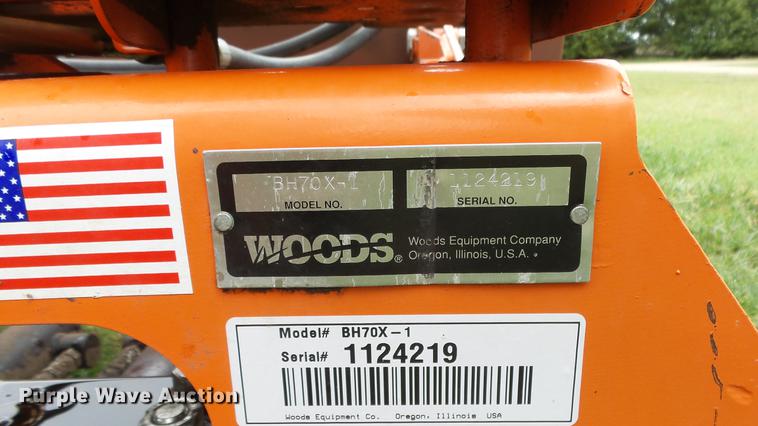 BH70X-1
1124219
MODEL NO.
SERIAL NO.
WOODS®
Woods Equipment Company
Oregon, Illinois, U.S.A.
Model# BH70X-1
Serial# 1124219
Woods Equipment Co. Oregon, Illinois USA
Purple Wave Auction